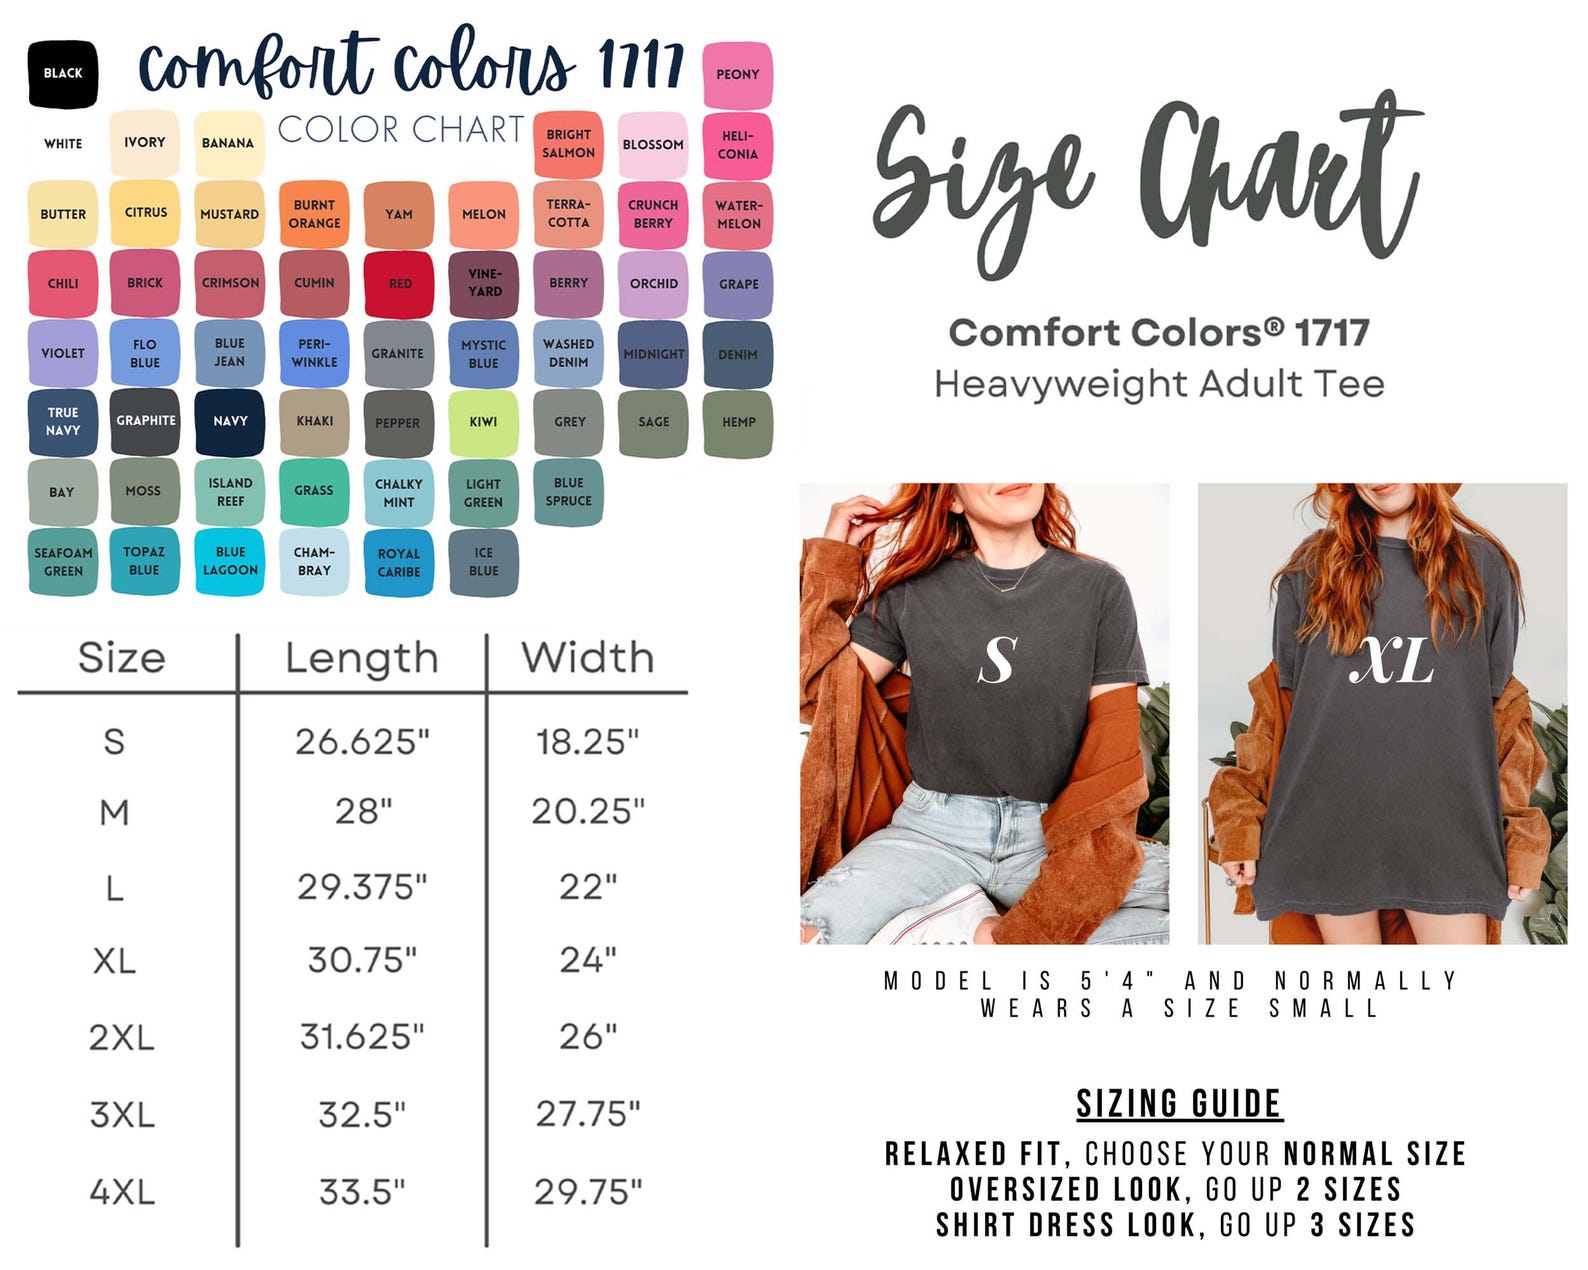 comfort colors 1717
COLOR CHART
BLACK
PEONY
WHITE
IVORY
BANANA
BRIGHT
SALMON
BLOSSOM
HELI-
CONIA
BUTTER
CITRUS
MUSTARD
BURNT
ORANGE
YAM
MELON
TERRA-
COTTA
CRUNCH
BERRY
WATER-
MELON
CHILI
BRICK
CRIMSON
CUMIN
RED
VINE-
YARD
BERRY
ORCHID
GRAPE
VIOLET
FLO
BLUE
BLUE
JEAN
PERI-
WINKLE
GRANITE
MYSTIC
BLUE
WASHED
DENIM
MIDNIGHT
DENIM
TRUE
NAVY
GRAPHITE
NAVY
KHAKI
PEPPER
KIWI
GREY
SAGE
HEMP
BAY
MOSS
ISLAND
REEF
GRASS
CHALKY
MINT
LIGHT
GREEN
BLUE
SPRUCE
SEAFOAM
GREEN
TOPAZ
BLUE
BLUE
LAGOON
CHAM-
BRAY
ROYAL
CARIBE
ICE
BLUE
Size Length Width
S 26.625" 18.25"
M 28" 20.25"
L 29.375" 22"
XL 30.75" 24"
2XL 31.625" 26"
3XL 32.5" 27.75"
4XL 33.5" 29.75"
Size Chart
Comfort Colors® 1717
Heavyweight Adult Tee
S
XL
MODEL IS 5'4" AND NORMALLY
WEARS A SIZE SMALL
SIZING GUIDE
RELAXED FIT, CHOOSE YOUR NORMAL SIZE
OVERSIZED LOOK, GO UP 2 SIZES
SHIRT DRESS LOOK, GO UP 3 SIZES